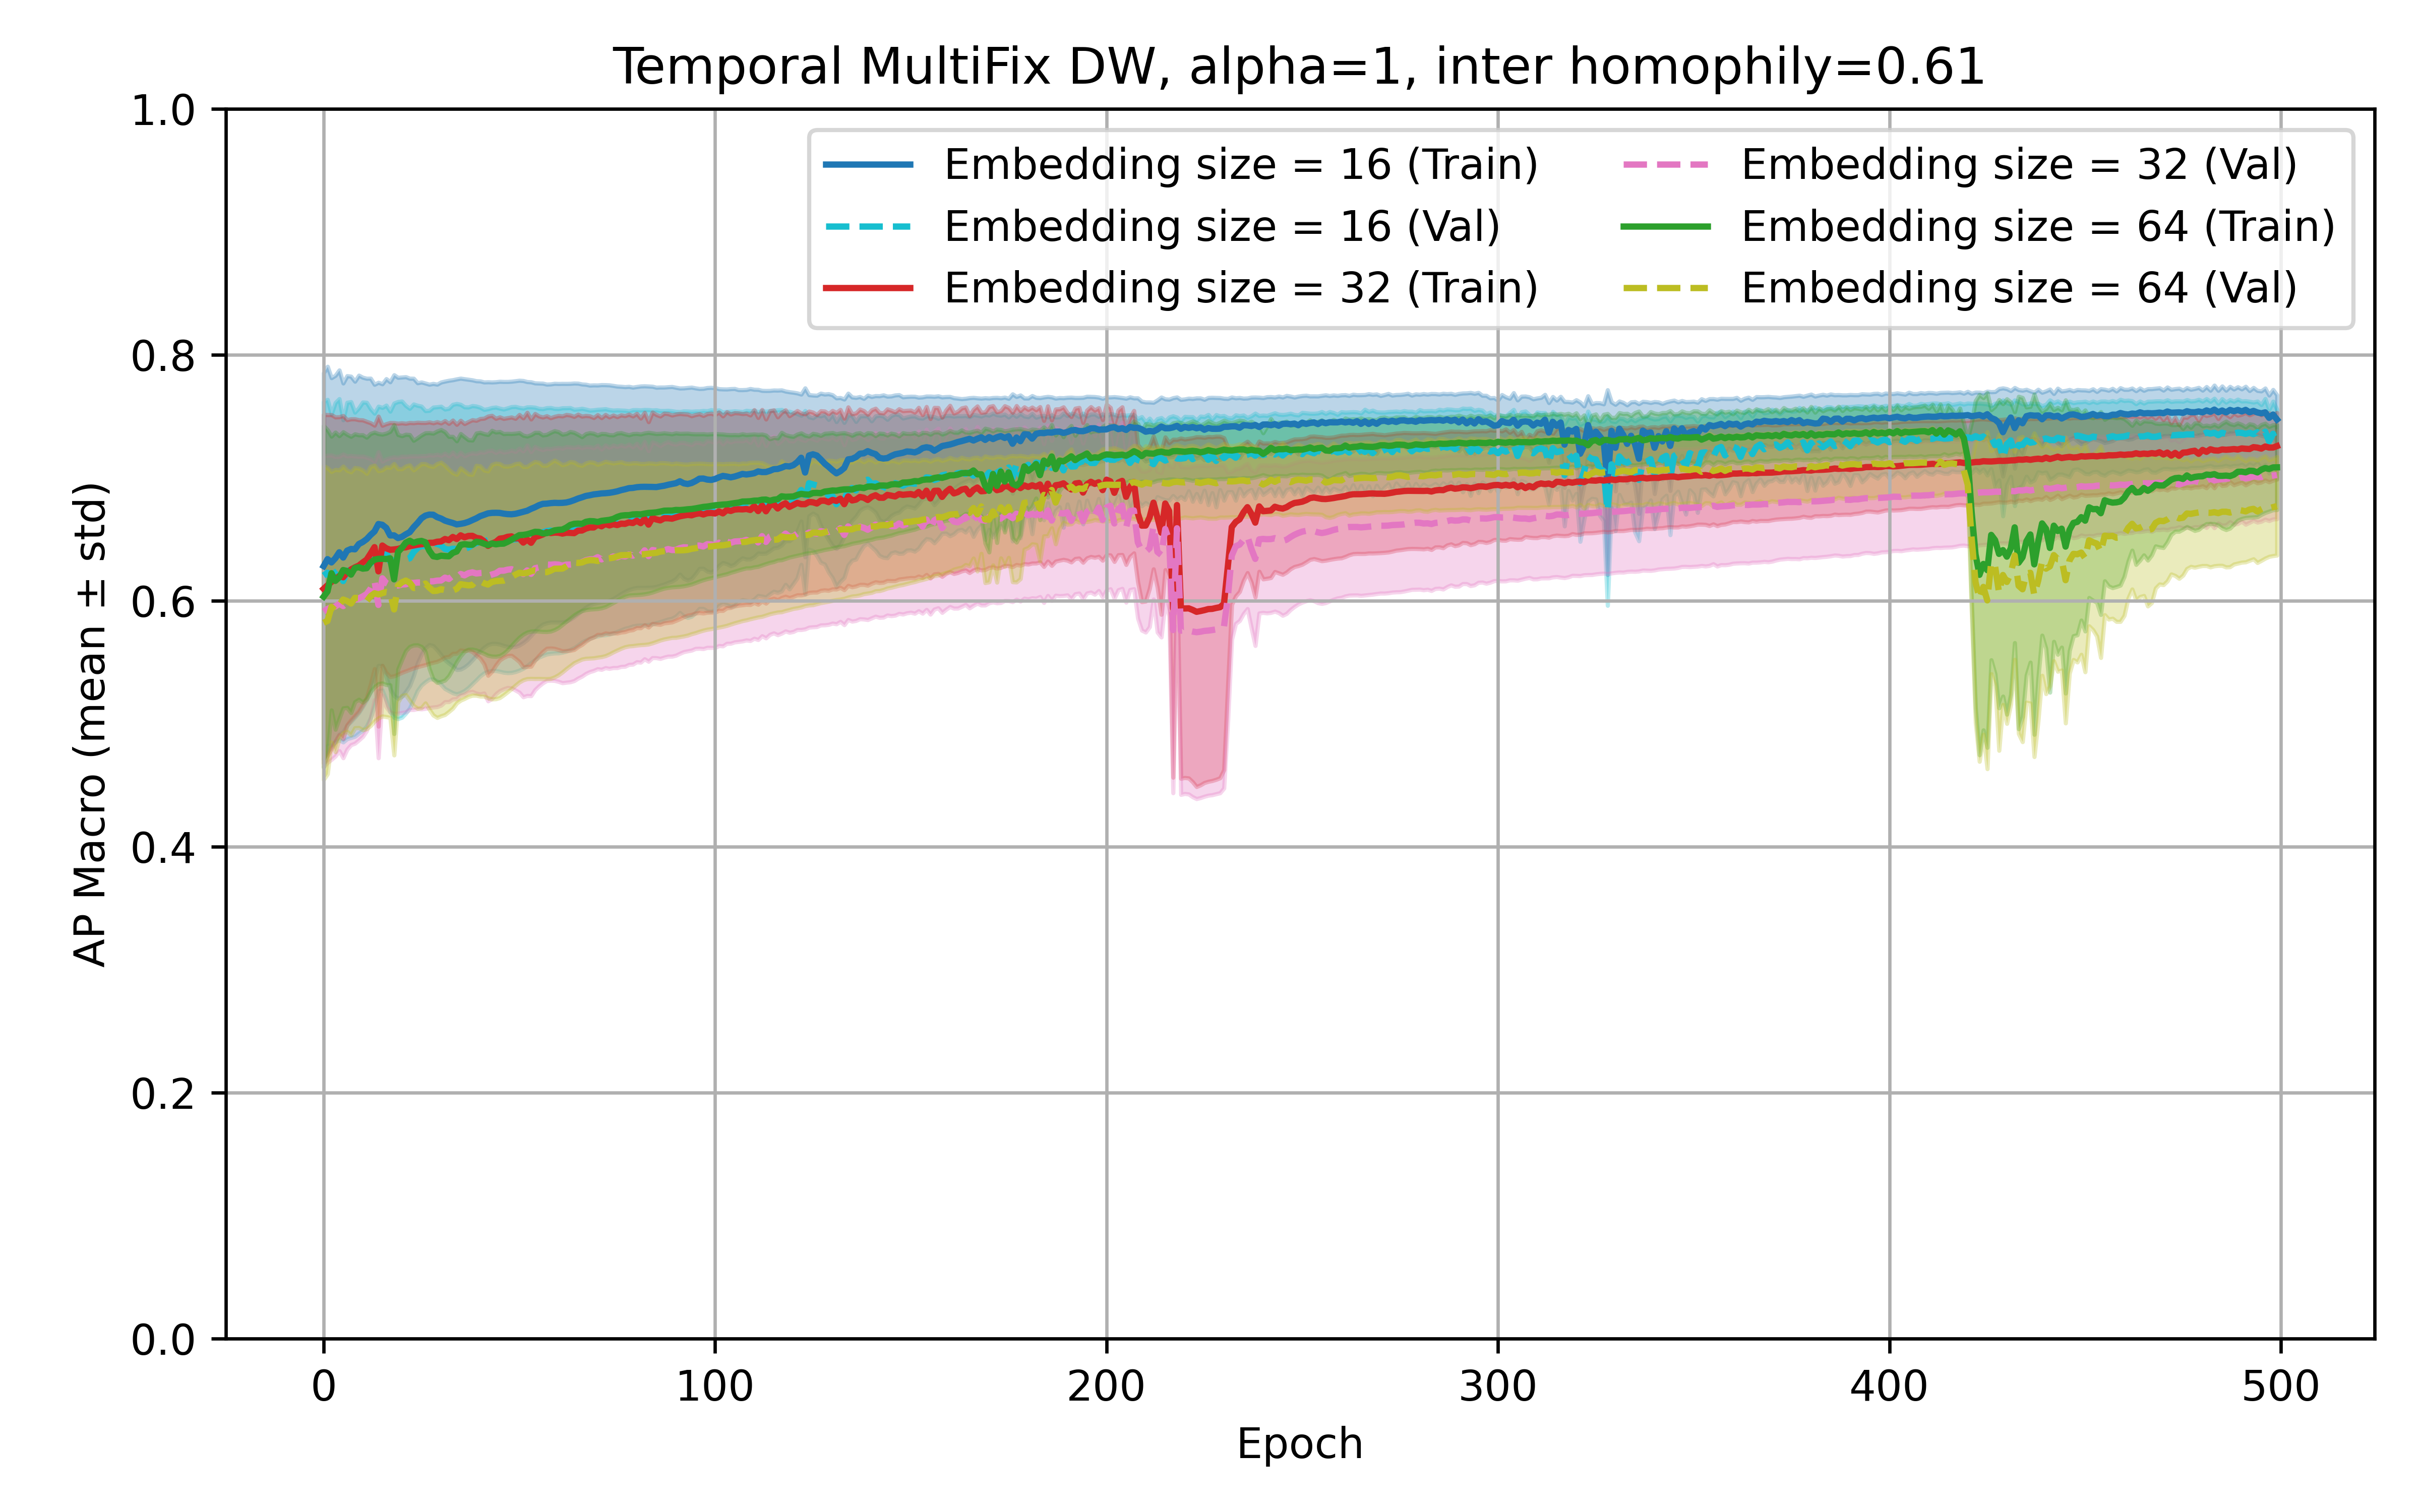 Temporal MultiFix DW, alpha=1, inter homophily=0.61
1.0
0.8
0.6
0.4
0.2
0.0
AP Macro (mean ± std)
Embedding size = 16 (Train)
Embedding size = 16 (Val)
Embedding size = 32 (Train)
Embedding size = 32 (Val)
Embedding size = 64 (Train)
Embedding size = 64 (Val)
0 100 200 300 400 500
Epoch